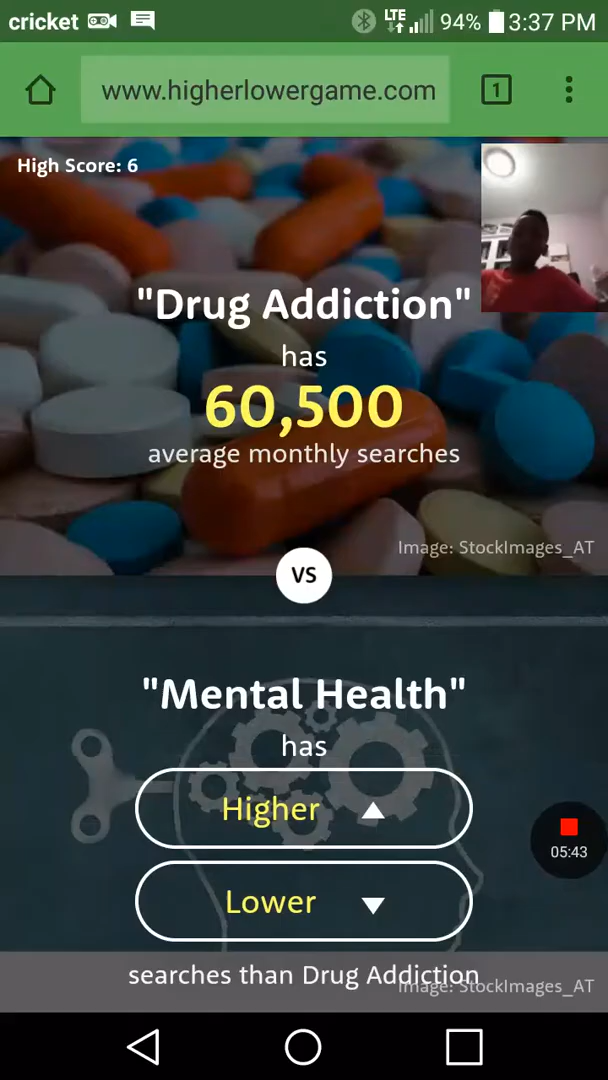 cricket LTE 94% 3:37 PM
www.higherlowergame.com 1
High Score: 6
"Drug Addiction"
has
60,500
average monthly searches
Image: StockImages_AT
VS
"Mental Health"
has
Higher
Lower
05:43
searches than Drug Addiction
Image: StockImages_AT